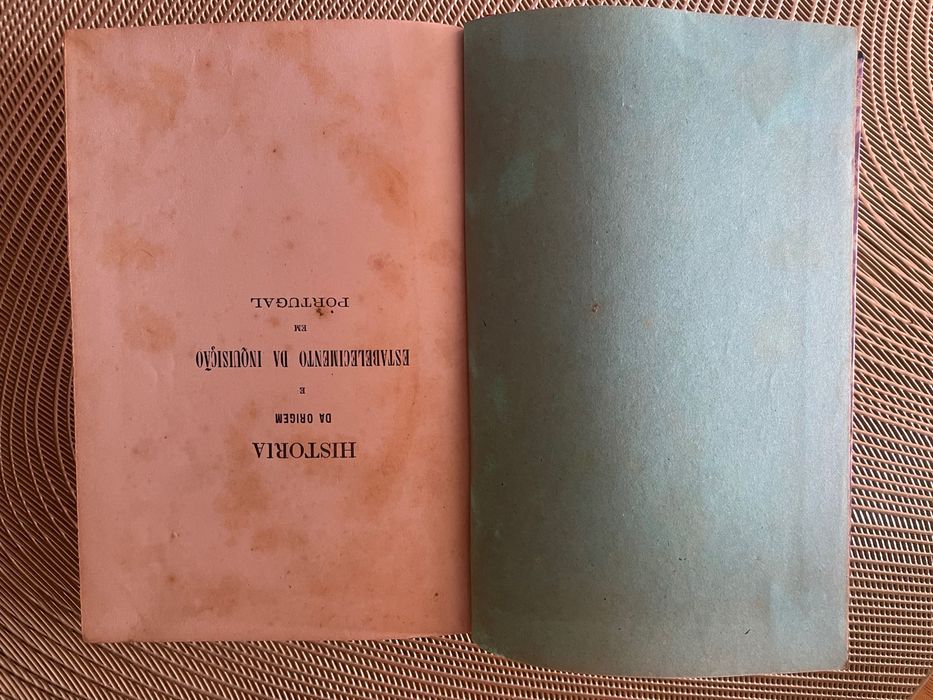 HISTORIA
DA ORIGEM
E
ESTABELECIMENTO DA INQUISIÇÃO
EM
PORTUGAL